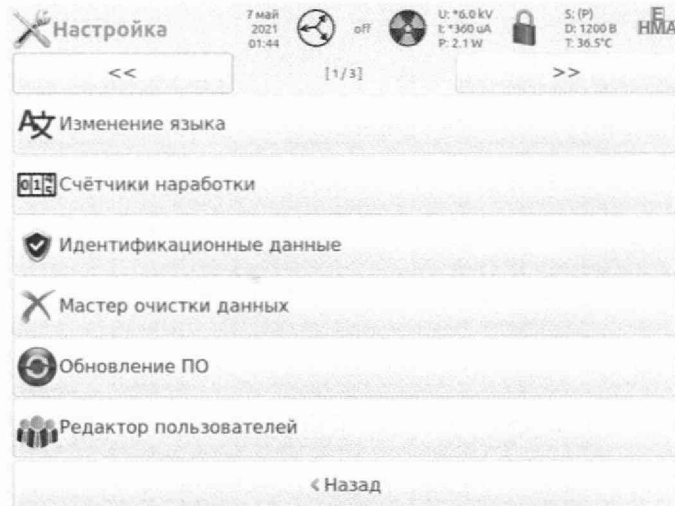 Настройка
7 май
2021
01:44
off
U: *6.0 kV
I: *360 uA
P: 2.1 W
S: (P)
D: 1200 В
T: 36.5°C
E
НМА
<<
[1/3]
>>
Изменение языка
Счётчики наработки
Идентификационные данные
Мастер очистки данных
Обновление ПО
Редактор пользователей
‹ Назад